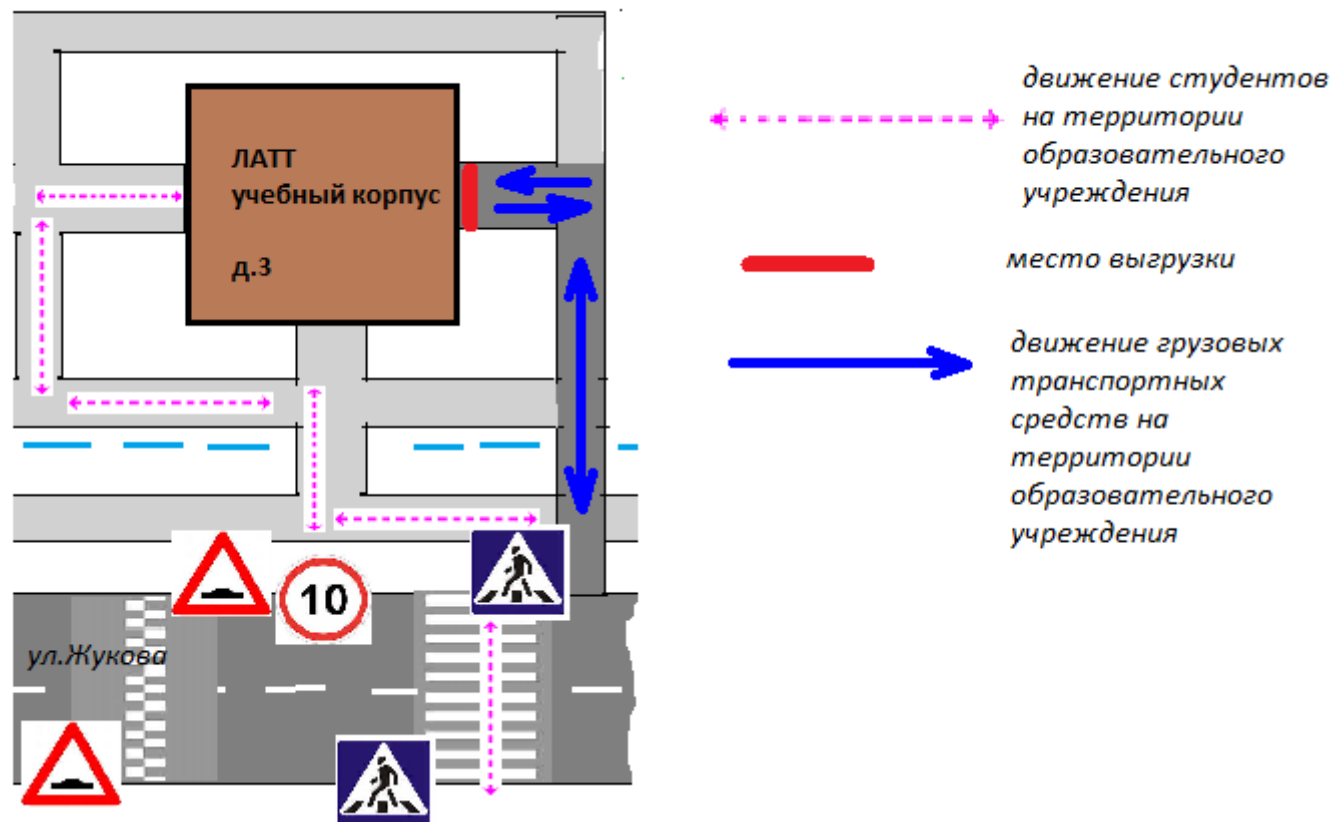 ЛАТТ
учебный корпус
д.3
ул.Жукова
10
движение студентов
на территории
образовательного
учреждения
место выгрузки
движение грузовых
транспортных
средств на
территории
образовательного
учреждения